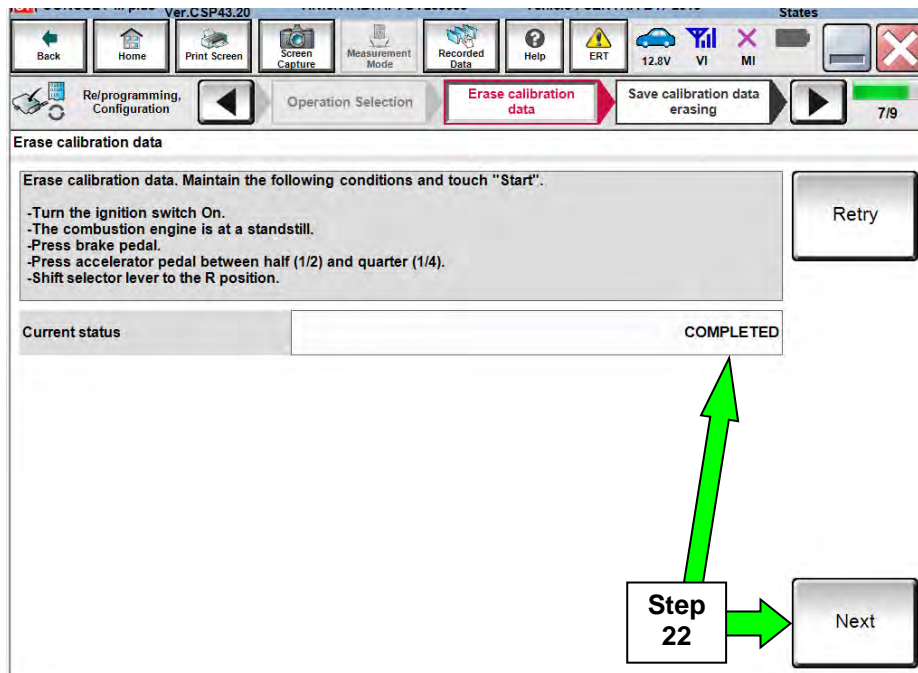 Ver.CSP43.20
States
Back
Home
Print Screen
Screen
Capture
Measurement
Mode
Recorded
Data
Help
ERT
12.8V
VI
MI
Re/programming,
Configuration
Operation Selection
Erase calibration
data
Save calibration data
erasing
7/9
Erase calibration data
Erase calibration data. Maintain the following conditions and touch "Start".
-Turn the ignition switch On.
-The combustion engine is at a standstill.
-Press brake pedal.
-Press accelerator pedal between half (1/2) and quarter (1/4).
-Shift selector lever to the R position.
Retry
Current status
COMPLETED
Step
22
Next